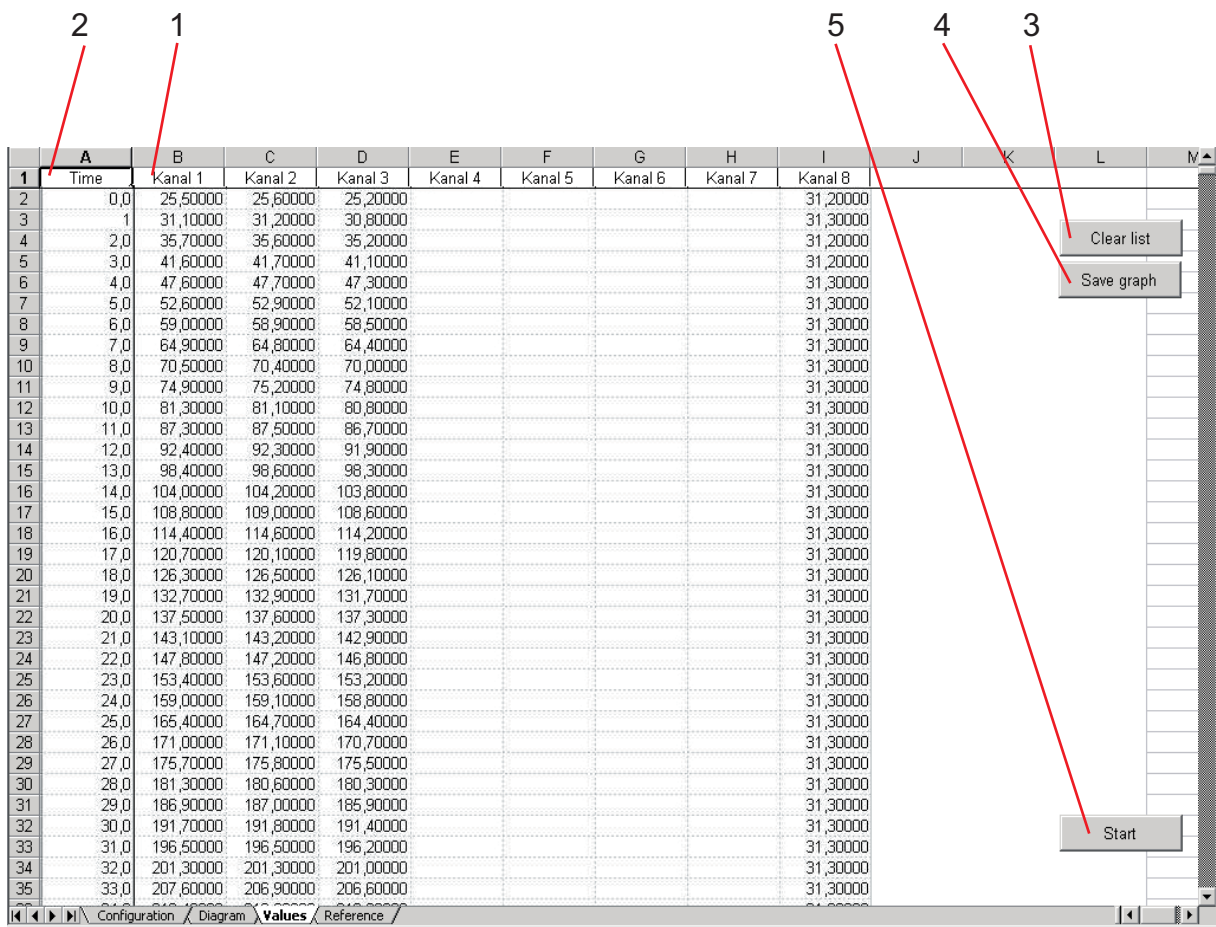 2 1 5 4 3
A B C D E F G H I J K L M
1 Time Kanal 1 Kanal 2 Kanal 3 Kanal 4 Kanal 5 Kanal 6 Kanal 7 Kanal 8
2 0,0 25,50000 25,60000 25,20000 31,20000
3 1 31,10000 31,20000 30,80000 31,30000
4 2,0 35,70000 35,60000 35,20000 31,20000 Clear list
5 3,0 41,60000 41,70000 41,10000 31,20000
6 4,0 47,60000 47,70000 47,30000 31,30000 Save graph
7 5,0 52,60000 52,90000 52,10000 31,30000
8 6,0 59,00000 58,90000 58,50000 31,30000
9 7,0 64,90000 64,80000 64,40000 31,30000
10 8,0 70,50000 70,40000 70,00000 31,30000
11 9,0 74,90000 75,20000 74,80000 31,30000
12 10,0 81,30000 81,10000 80,80000 31,30000
13 11,0 87,30000 87,50000 86,70000 31,30000
14 12,0 92,40000 92,30000 91,90000 31,30000
15 13,0 98,40000 98,60000 98,30000 31,30000
16 14,0 104,00000 104,20000 103,80000 31,30000
17 15,0 108,80000 109,00000 108,60000 31,30000
18 16,0 114,40000 114,60000 114,20000 31,30000
19 17,0 120,70000 120,10000 119,80000 31,30000
20 18,0 126,30000 126,50000 126,10000 31,30000
21 19,0 132,70000 132,90000 131,70000 31,30000
22 20,0 137,50000 137,60000 137,30000 31,30000
23 21,0 143,10000 143,20000 142,90000 31,30000
24 22,0 147,80000 147,20000 146,80000 31,30000
25 23,0 153,40000 153,60000 153,20000 31,30000
26 24,0 159,00000 159,10000 158,80000 31,30000
27 25,0 165,40000 164,70000 164,40000 31,30000
28 26,0 171,00000 171,10000 170,70000 31,30000
29 27,0 175,70000 175,80000 175,50000 31,30000
30 28,0 181,30000 180,60000 180,30000 31,30000
31 29,0 186,90000 187,00000 185,90000 31,30000
32 30,0 191,70000 191,80000 191,40000 31,30000
33 31,0 196,50000 196,50000 196,20000 31,30000 Start
34 32,0 201,30000 201,30000 201,00000 31,30000
35 33,0 207,60000 206,90000 206,60000 31,30000
Configuration Diagram Values Reference